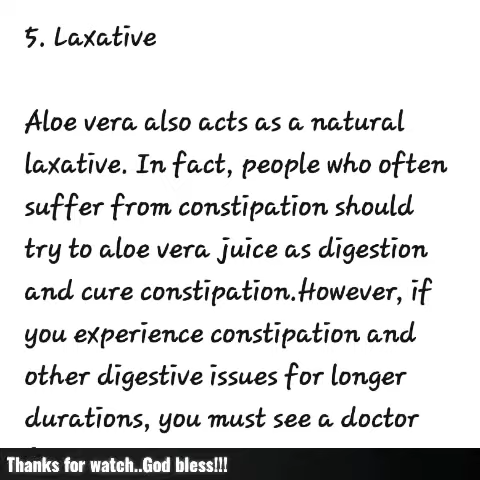 5. Laxative
Aloe vera also acts as a natural
laxative. In fact, people who often
suffer from constipation should
try to aloe vera juice as digestion
and cure constipation.However, if
you experience constipation and
other digestive issues for longer
durations, you must see a doctor
Thanks for watch..God bless!!!